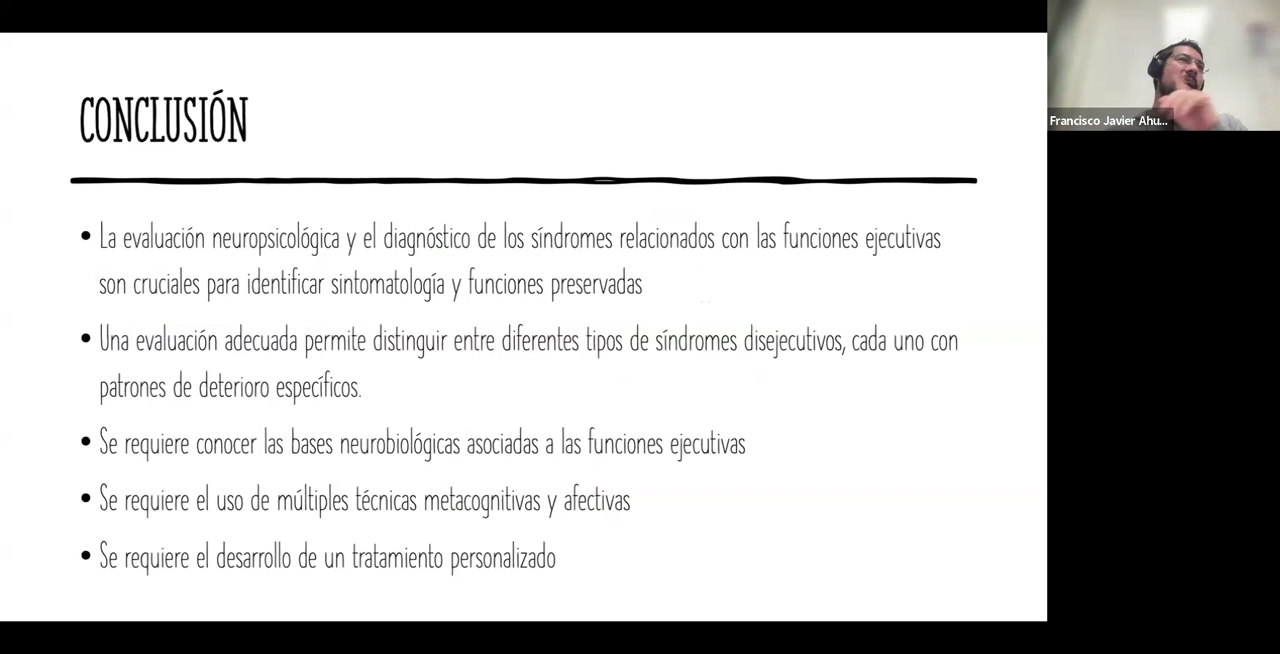 CONCLUSIÓN
• La evaluación neuropsicológica y el diagnóstico de los síndromes relacionados con las funciones ejecutivas
son cruciales para identificar sintomatología y funciones preservadas
• Una evaluación adecuada permite distinguir entre diferentes tipos de síndromes disejecutivos, cada uno con
patrones de deterioro específicos.
• Se requiere conocer las bases neurobiológicas asociadas a las funciones ejecutivas
• Se requiere el uso de múltiples técnicas metacognitivas y afectivas
• Se requiere el desarrollo de un tratamiento personalizado
Francisco Javier Ahu...